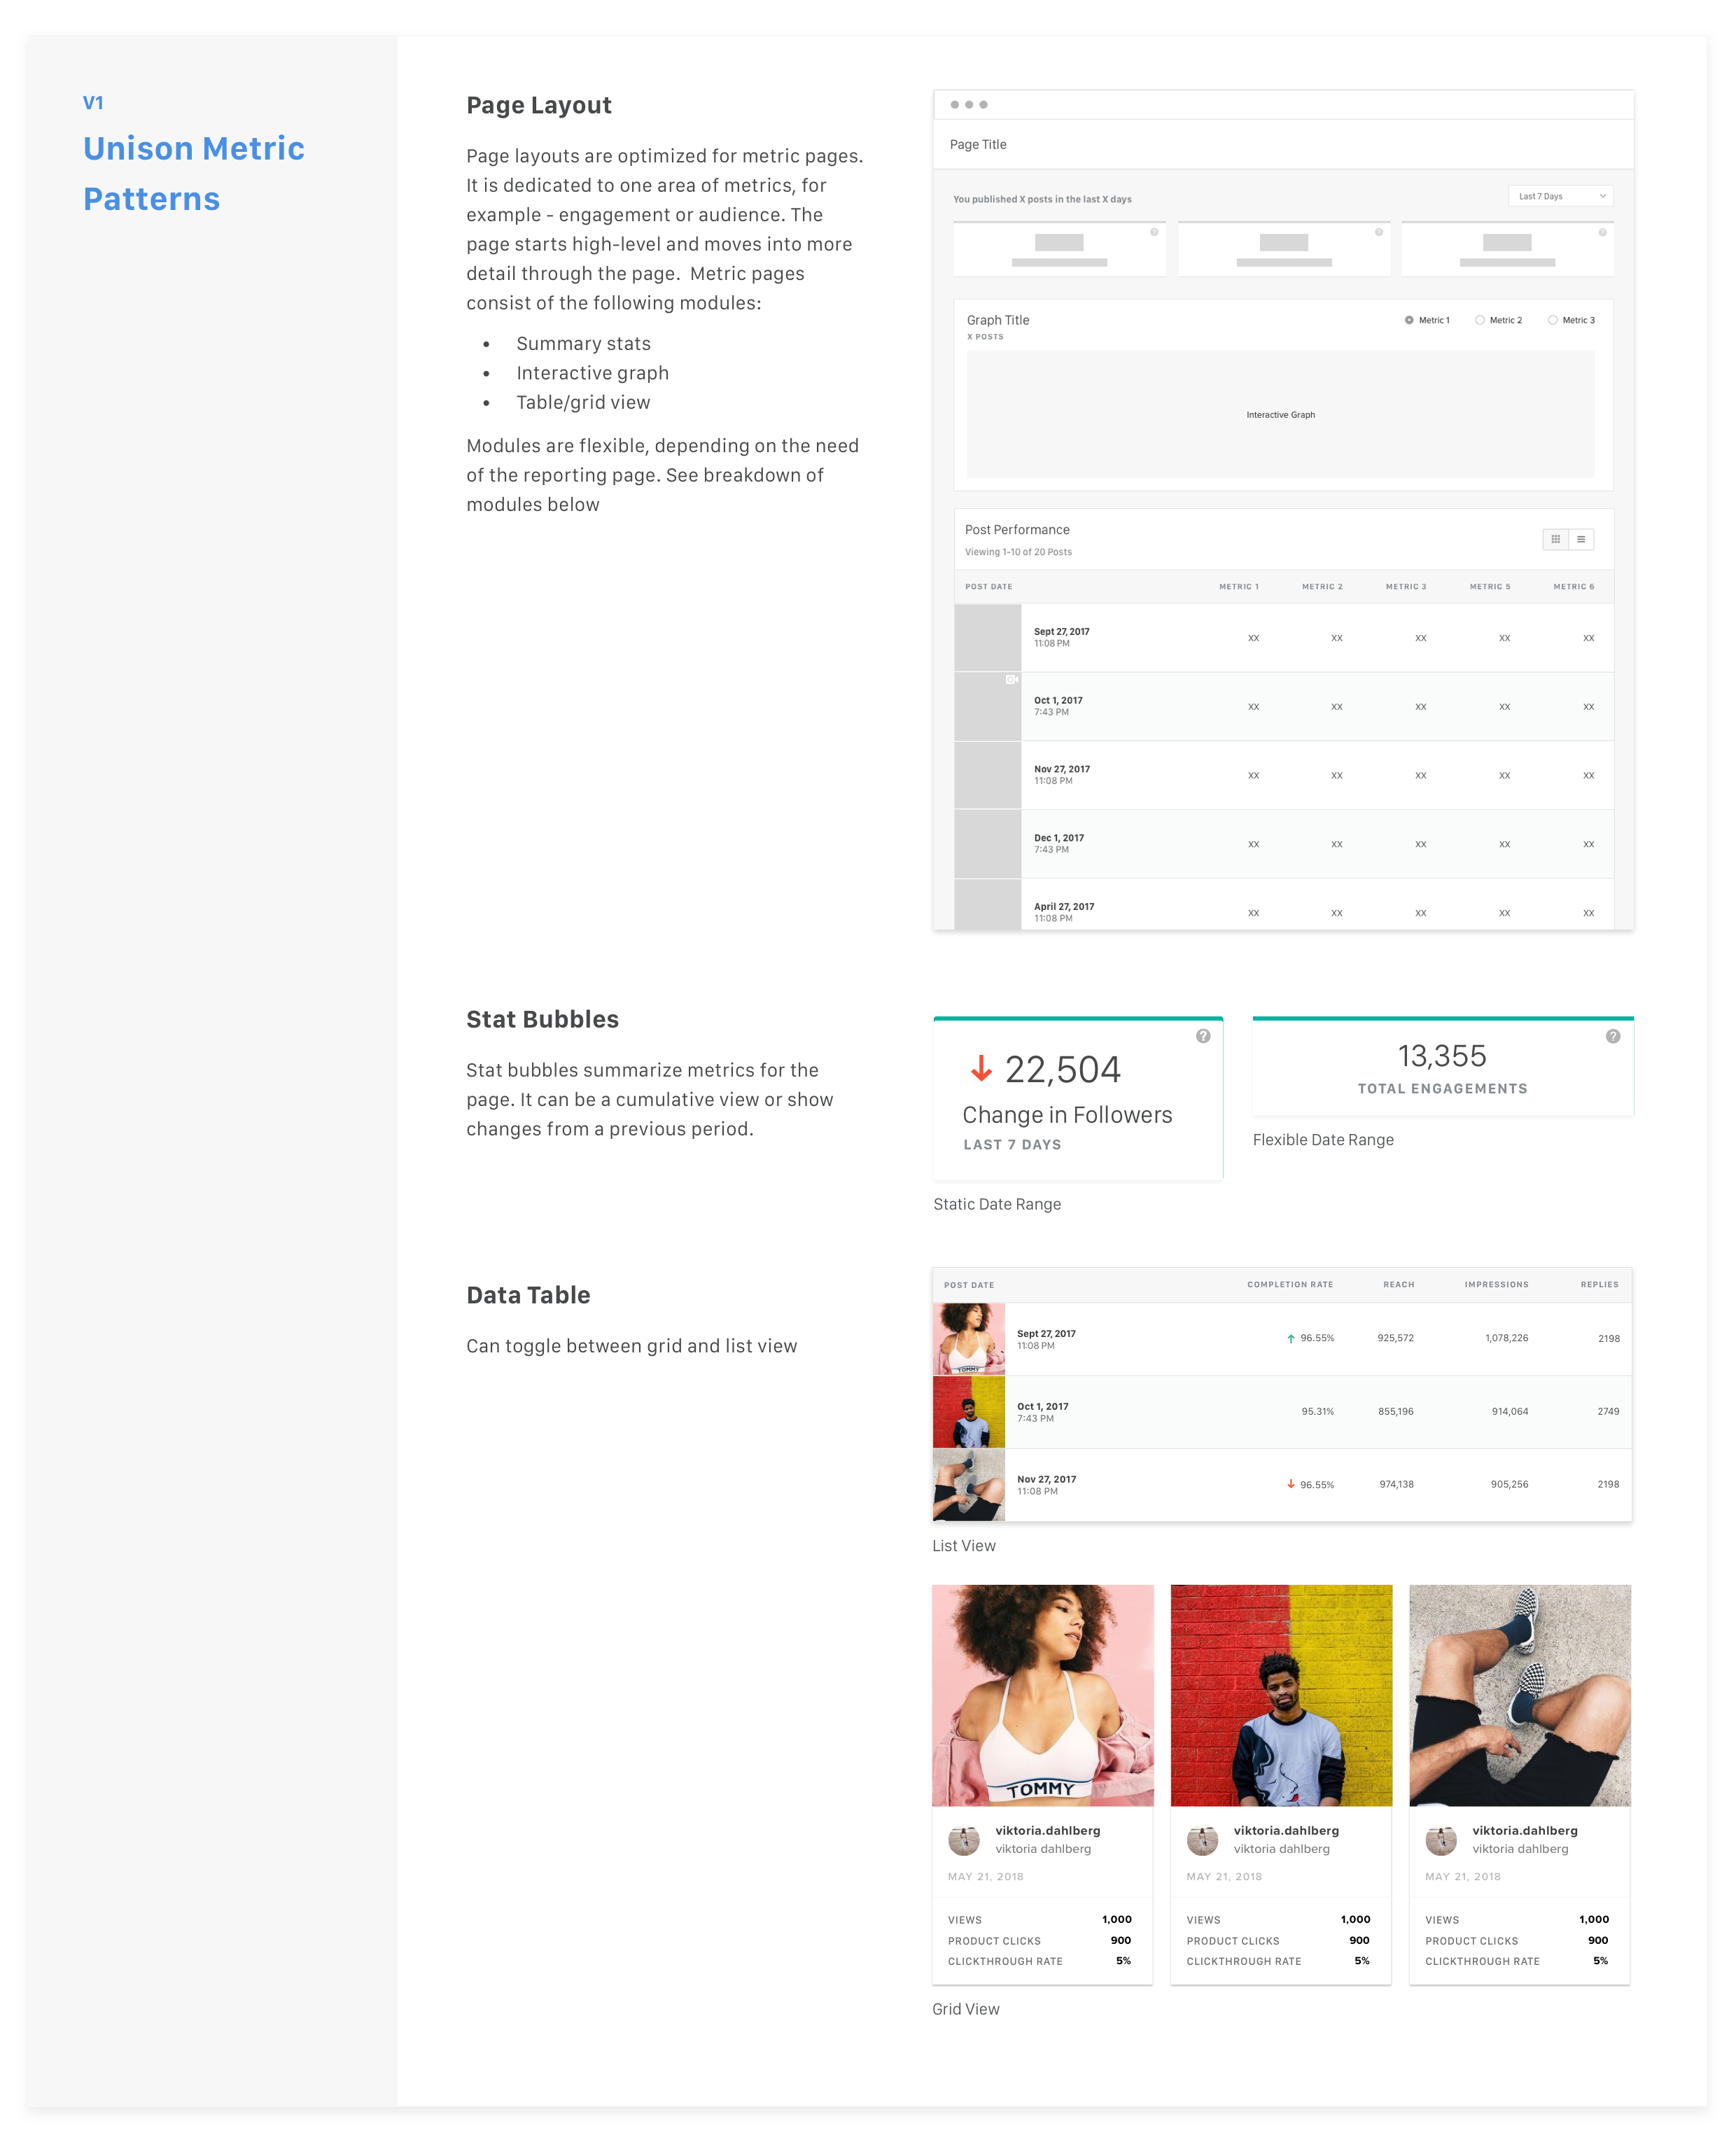 V1
Unison Metric
Patterns
Page Layout
Page layouts are optimized for metric pages.
It is dedicated to one area of metrics, for
example - engagement or audience. The
page starts high-level and moves into more
detail through the page.  Metric pages
consist of the following modules:
• Summary stats
• Interactive graph
• Table/grid view
Modules are flexible, depending on the need
of the reporting page. See breakdown of
modules below
Page Title
You published X posts in the last X days
Last 7 Days
?
?
?
Graph Title
Metric 1 Metric 2 Metric 3
X POSTS
Interactive Graph
Post Performance
Viewing 1-10 of 20 Posts
POST DATE METRIC 1 METRIC 2 METRIC 3 METRIC 5 METRIC 6
Sept 27, 2017
11:08 PM
XX XX XX XX XX
Oct 1, 2017
7:43 PM
XX XX XX XX XX
Nov 27, 2017
11:08 PM
XX XX XX XX XX
Dec 1, 2017
7:43 PM
XX XX XX XX XX
April 27, 2017
11:08 PM
XX XX XX XX XX
Stat Bubbles
Stat bubbles summarize metrics for the
page. It can be a cumulative view or show
changes from a previous period.
?
↓ 22,504
Change in Followers
LAST 7 DAYS
Static Date Range
?
13,355
TOTAL ENGAGEMENTS
Flexible Date Range
Data Table
Can toggle between grid and list view
POST DATE COMPLETION RATE REACH IMPRESSIONS REPLIES
TOMMY
Sept 27, 2017
11:08 PM
↑ 96.55% 925,572 1,078,226 2198
Oct 1, 2017
7:43 PM
95.31% 855,196 914,064 2749
Nov 27, 2017
11:08 PM
↓ 96.55% 974,138 905,256 2198
List View
TOMMY
viktoria.dahlberg
viktoria dahlberg
MAY 21, 2018
VIEWS 1,000
PRODUCT CLICKS 900
CLICKTHROUGH RATE 5%
viktoria.dahlberg
viktoria dahlberg
MAY 21, 2018
VIEWS 1,000
PRODUCT CLICKS 900
CLICKTHROUGH RATE 5%
viktoria.dahlberg
viktoria dahlberg
MAY 21, 2018
VIEWS 1,000
PRODUCT CLICKS 900
CLICKTHROUGH RATE 5%
Grid View